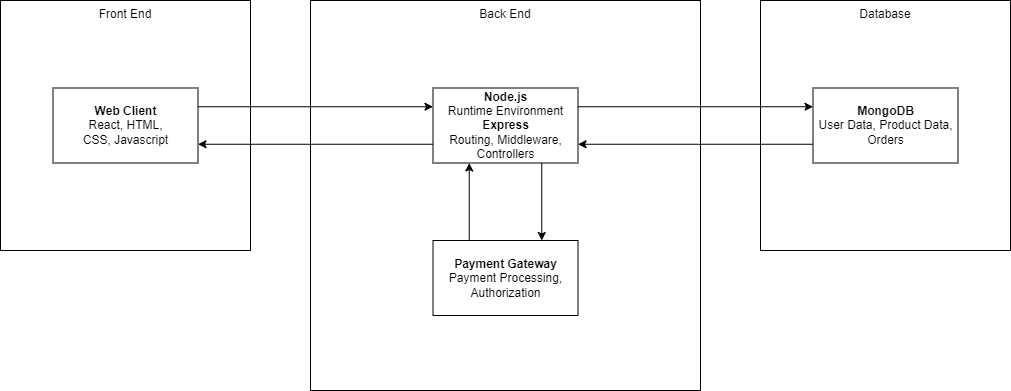 Front End
Back End
Database
Web Client
React, HTML,
CSS, Javascript
Node.js
Runtime Environment
Express
Routing, Middleware,
Controllers
MongoDB
User Data, Product Data,
Orders
Payment Gateway
Payment Processing,
Authorization